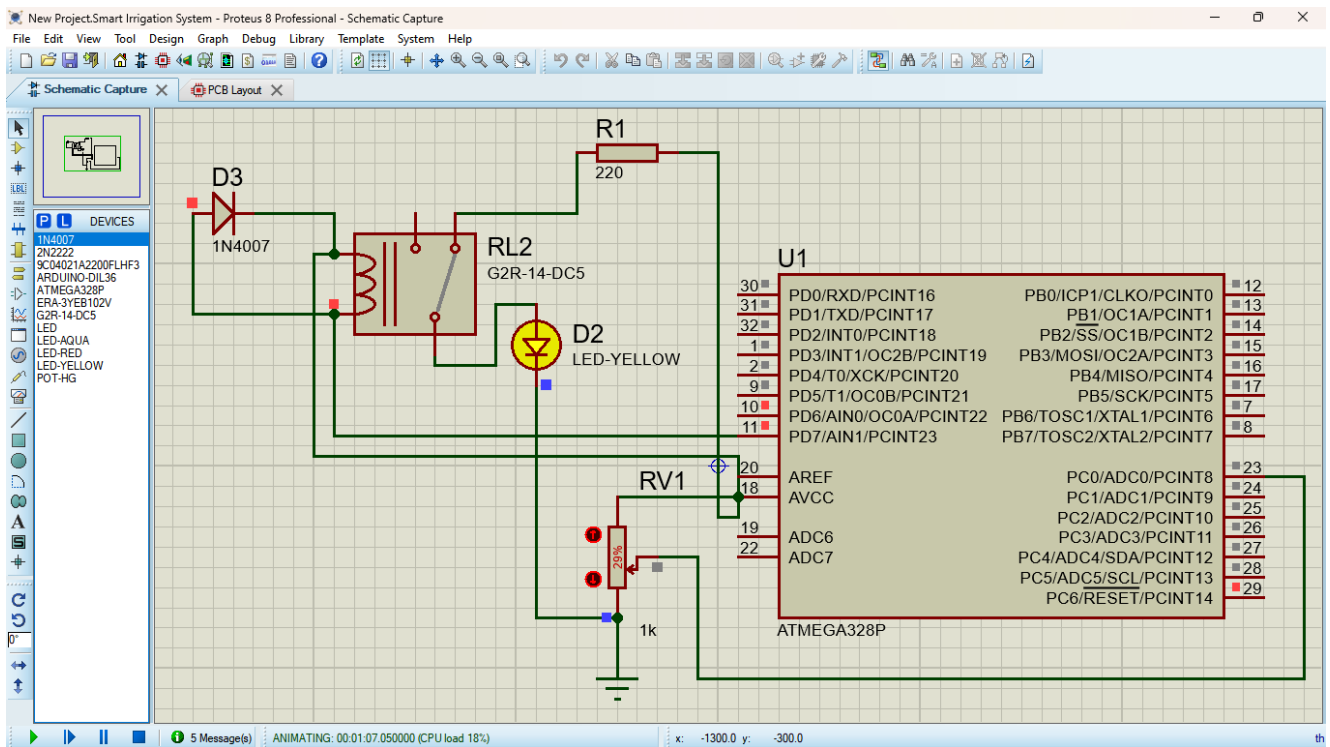 New Project.Smart Irrigation System - Proteus 8 Professional - Schematic Capture
File Edit View Tool Design Graph Debug Library Template System Help
Schematic Capture
PCB Layout
LBL
P L DEVICES
1N4007
2N2222
9C04021A2200FLHF3
ARDUINO-DIL36
ATMEGA328P
ERA-3YEB102V
G2R-14-DC5
LED
LED-AQUA
LED-RED
LED-YELLOW
POT-HG
A
S
0°
D3
1N4007
R1
220
RL2
G2R-14-DC5
D2
LED-YELLOW
RV1
29%
1k
U1
30 PD0/RXD/PCINT16 PB0/ICP1/CLKO/PCINT0 12
31 PD1/TXD/PCINT17 PB1/OC1A/PCINT1 13
32 PD2/INT0/PCINT18 PB2/SS/OC1B/PCINT2 14
1 PD3/INT1/OC2B/PCINT19 PB3/MOSI/OC2A/PCINT3 15
2 PD4/T0/XCK/PCINT20 PB4/MISO/PCINT4 16
9 PD5/T1/OC0B/PCINT21 PB5/SCK/PCINT5 17
10 PD6/AIN0/OC0A/PCINT22 PB6/TOSC1/XTAL1/PCINT6 7
11 PD7/AIN1/PCINT23 PB7/TOSC2/XTAL2/PCINT7 8
20 AREF PC0/ADC0/PCINT8 23
18 AVCC PC1/ADC1/PCINT9 24
PC2/ADC2/PCINT10 25
19 ADC6 PC3/ADC3/PCINT11 26
22 ADC7 PC4/ADC4/SDA/PCINT12 27
PC5/ADC5/SCL/PCINT13 28
PC6/RESET/PCINT14 29
ATMEGA328P
5 Message(s) ANIMATING: 00:01:07.050000 (CPU load 18%) x: -1300.0 y: -300.0 th